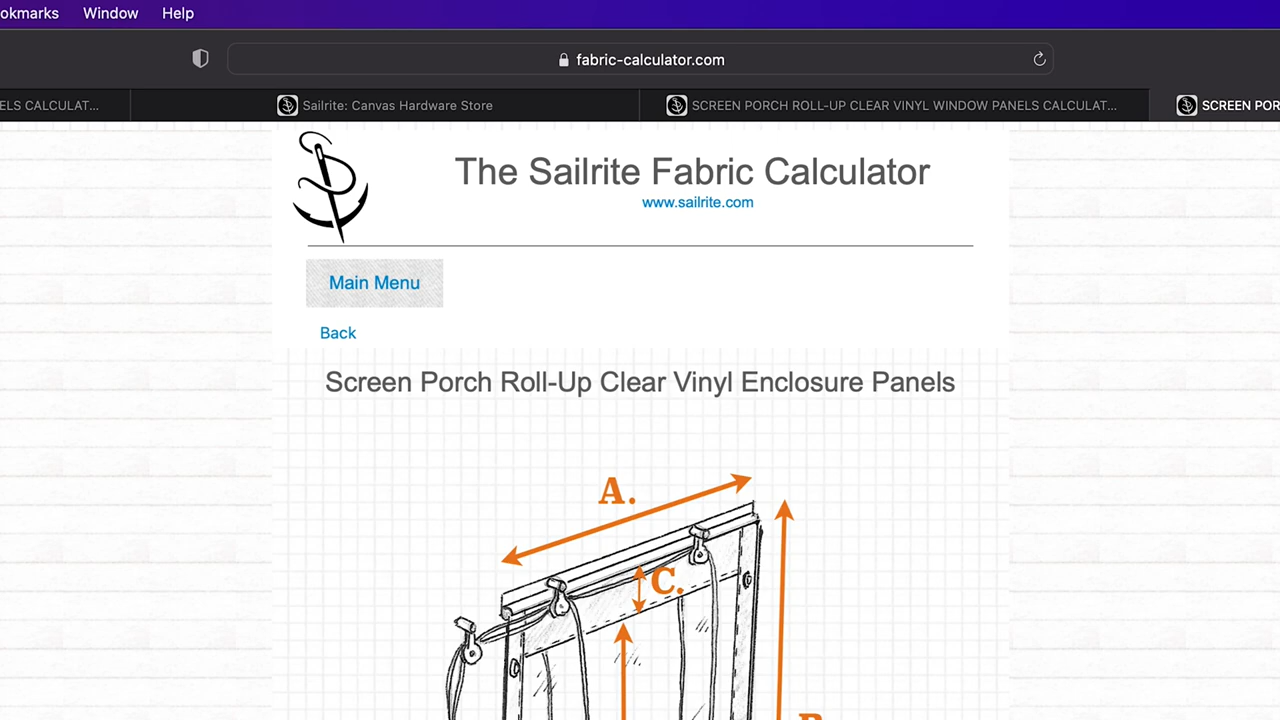 okmarks Window Help
fabric-calculator.com
ELS CALCULAT... Sailrite: Canvas Hardware Store SCREEN PORCH ROLL-UP CLEAR VINYL WINDOW PANELS CALCULAT... SCREEN POR
The Sailrite Fabric Calculator
www.sailrite.com
Main Menu
Back
Screen Porch Roll-Up Clear Vinyl Enclosure Panels
A.
C.